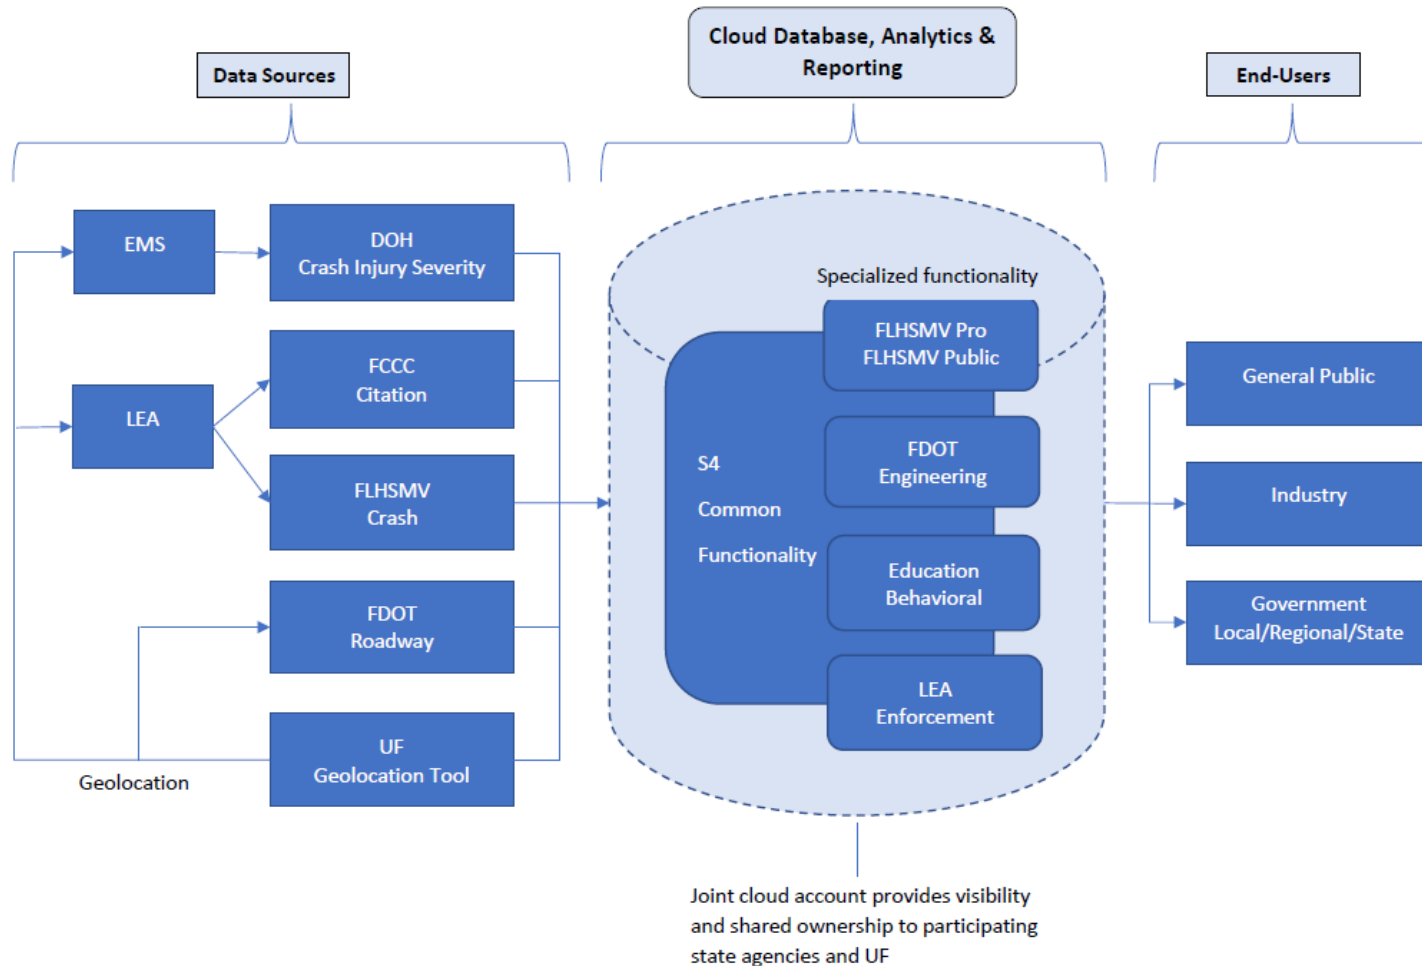 Data Sources
Cloud Database, Analytics &
Reporting
End-Users
EMS
DOH
Crash Injury Severity
LEA
FCCC
Citation
FLHSMV
Crash
FDOT
Roadway
UF
Geolocation Tool
Geolocation
Specialized functionality
FLHSMV Pro
FLHSMV Public
S4
Common
Functionality
FDOT
Engineering
Education
Behavioral
LEA
Enforcement
General Public
Industry
Government
Local/Regional/State
Joint cloud account provides visibility
and shared ownership to participating
state agencies and UF